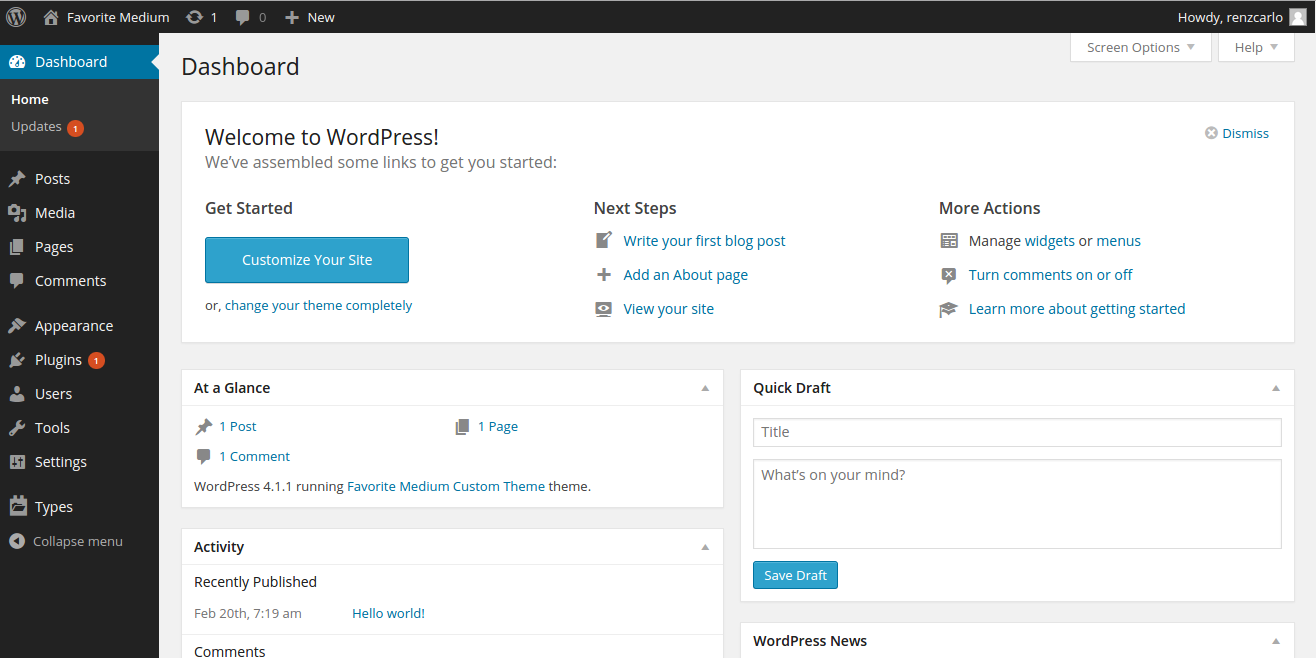 Favorite Medium 1 0 New Howdy, renzcarlo
Screen Options Help
Dashboard
Home
Updates 1
Posts
Media
Pages
Comments
Appearance
Plugins 1
Users
Tools
Settings
Types
Collapse menu
Dashboard
Welcome to WordPress!
We've assembled some links to get you started:
Dismiss
Get Started
Customize Your Site
or, change your theme completely
Next Steps
Write your first blog post
Add an About page
View your site
More Actions
Manage widgets or menus
Turn comments on or off
Learn more about getting started
At a Glance
1 Post 1 Page
1 Comment
WordPress 4.1.1 running Favorite Medium Custom Theme theme.
Activity
Recently Published
Feb 20th, 7:19 am Hello world!
Comments
Quick Draft
Title
What's on your mind?
Save Draft
WordPress News